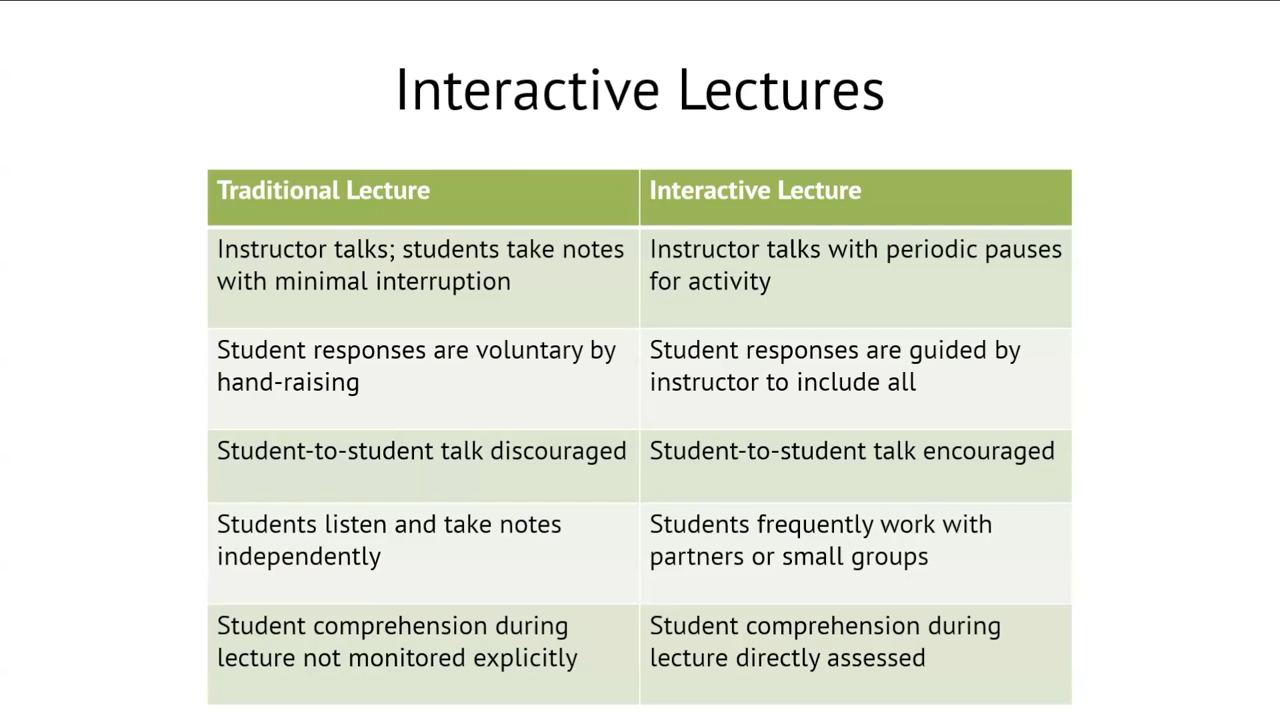 Interactive Lectures
Traditional Lecture
Interactive Lecture
Instructor talks; students take notes
with minimal interruption
Instructor talks with periodic pauses
for activity
Student responses are voluntary by
hand-raising
Student responses are guided by
instructor to include all
Student-to-student talk discouraged
Student-to-student talk encouraged
Students listen and take notes
independently
Students frequently work with
partners or small groups
Student comprehension during
lecture not monitored explicitly
Student comprehension during
lecture directly assessed